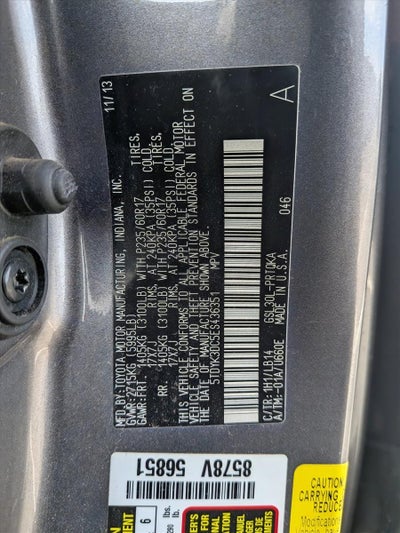 MFD.BY: TOYOTA MOTOR MANUFACTURING, INDIANA, INC.
11/13
GVWR: 2715KG (5995LB)
GAWR: FRT. 1405KG (3100LB) WITH P235/60R17 TIRES,
17X7J RIMS, AT 240KPA (35PSI) COLD.
RR. 1405KG (3100LB) WITH P235/60R17 TIRES,
17X7J RIMS, AT 240KPA (35PSI) COLD.
THIS VEHICLE CONFORMS TO ALL APPLICABLE FEDERAL MOTOR
VEHICLE SAFETY AND THEFT PREVENTION STANDARDS IN
EFFECT ON THE DATE OF MANUFACTURE SHOWN ABOVE.
5TDYK3DC5ES436351 MPV
A
046
C/TR: 1H1/LB14 GSL30L-PRTQKA
A/TM: -01A/U660E MADE IN U.S.A.
8578V
56851
CAUTION
CARRYING
REDUCE
Vehicle